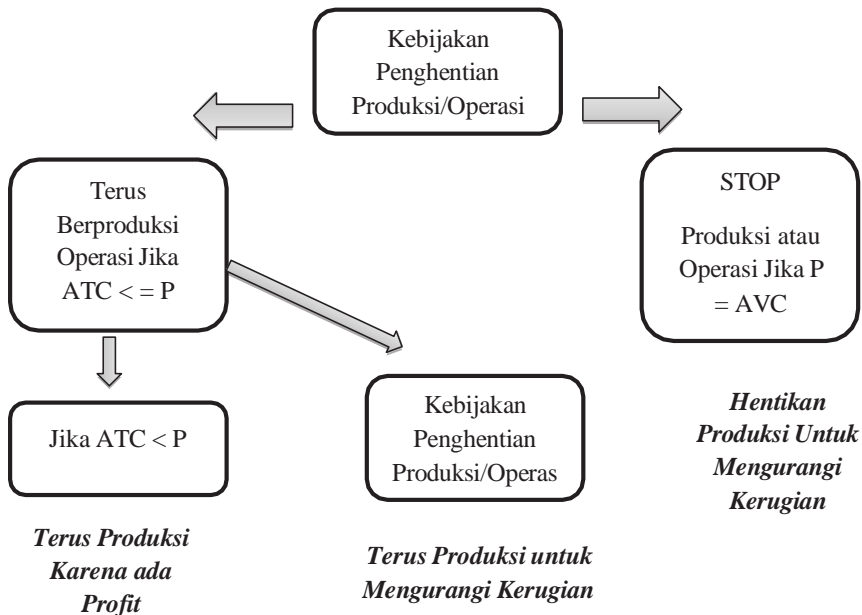 Kebijakan
Penghentian
Produksi/Operasi
Terus
Berproduksi
Operasi Jika
ATC < = P
STOP
Produksi atau
Operasi Jika P
= AVC
Jika ATC < P
Kebijakan
Penghentian
Produksi/Operas
Hentikan
Produksi Untuk
Mengurangi
Kerugian
Terus Produksi
Karena ada
Profit
Terus Produksi untuk
Mengurangi Kerugian